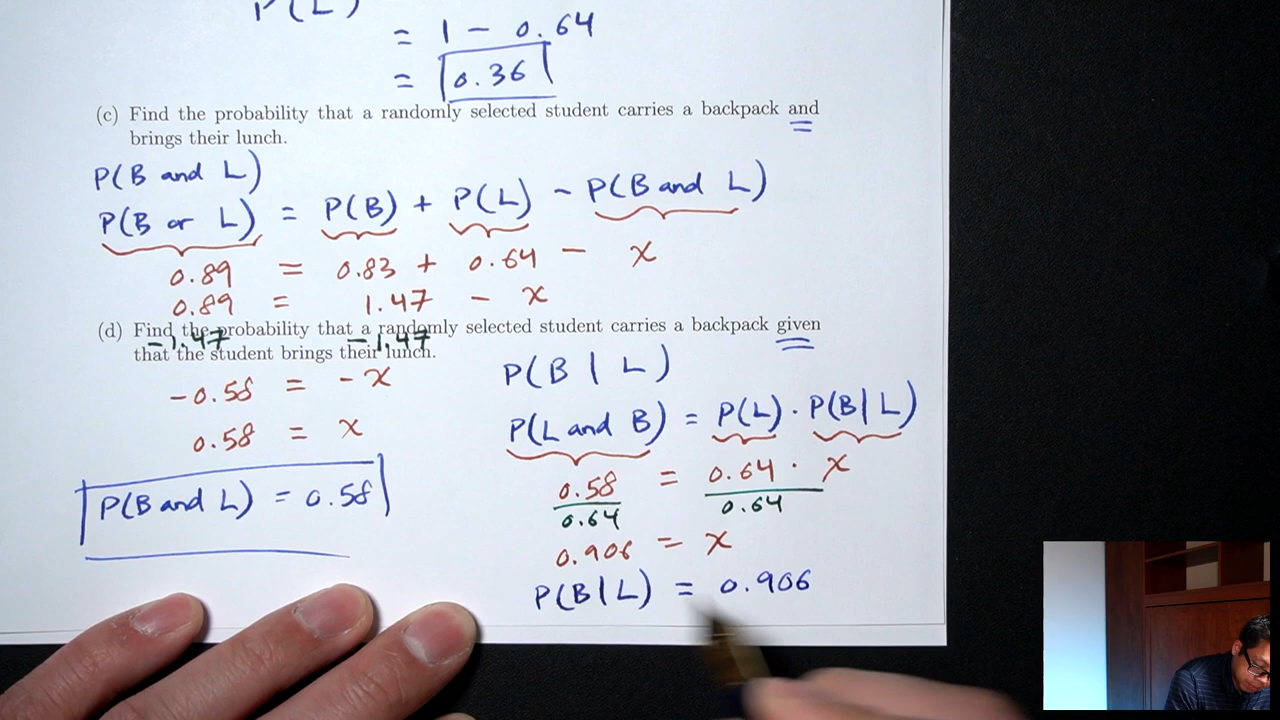 P(L)
= 1 - 0.64
= 0.36
(c) Find the probability that a randomly selected student carries a backpack and
brings their lunch.
P(B and L)
P(B or L) = P(B) + P(L) - P(B and L)
0.89 = 0.83 + 0.64 - x
0.89 = 1.47 - x
(d) Find the probability that a randomly selected student carries a backpack given
that the student brings their lunch.
-1.47 -1.47
-0.58 = -x
0.58 = x
P(B and L) = 0.58
P(B | L)
P(L and B) = P(L) · P(B | L)
0.58 = 0.64 · x
0.64 0.64
0.906 = x
P(B | L) = 0.906